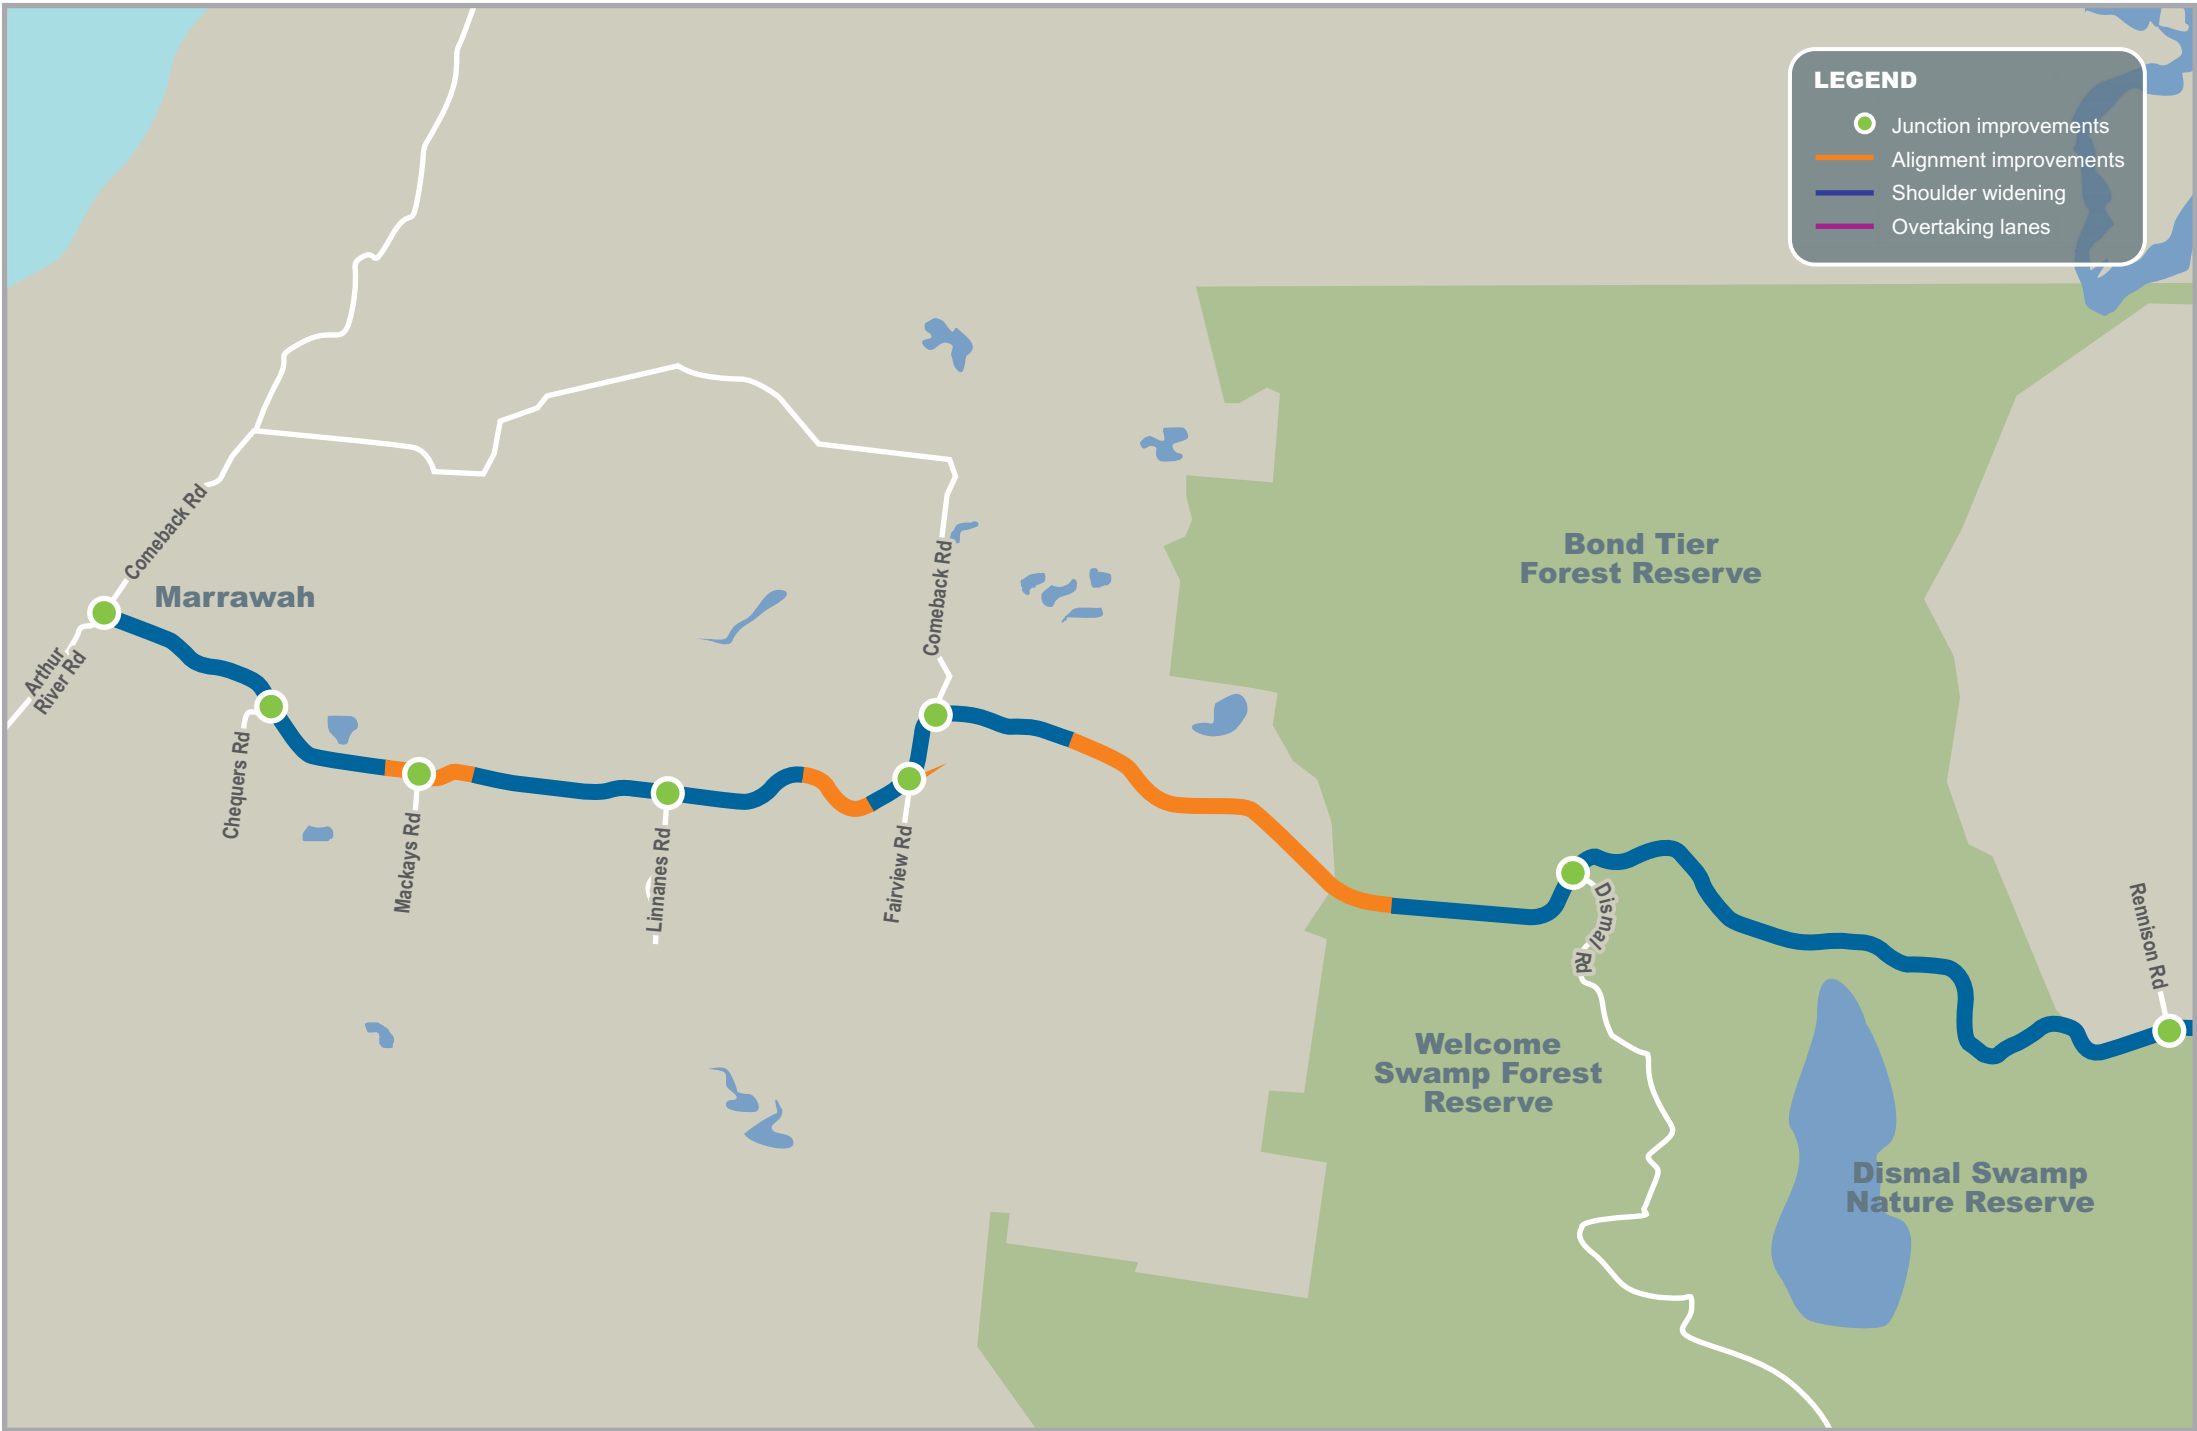 LEGEND
Junction improvements
Alignment improvements
Shoulder widening
Overtaking lanes
Comeback Rd
Marrawah
Arthur
River Rd
Chequers Rd
Mackays Rd
Linnanes Rd
Fairview Rd
Comeback Rd
Bond Tier
Forest Reserve
Dismal Rd
Rennison Rd
Welcome
Swamp Forest
Reserve
Dismal Swamp
Nature Reserve